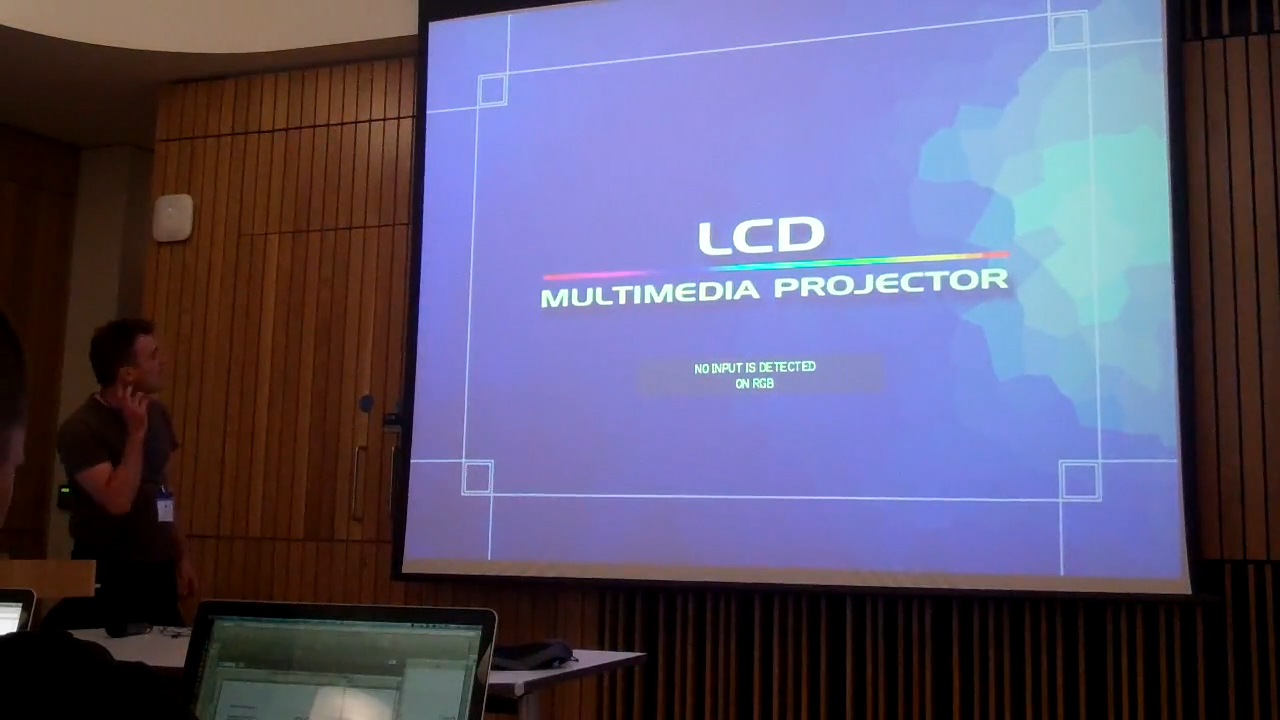 LCD
MULTIMEDIA PROJECTOR
NO INPUT IS DETECTED
ON RGB